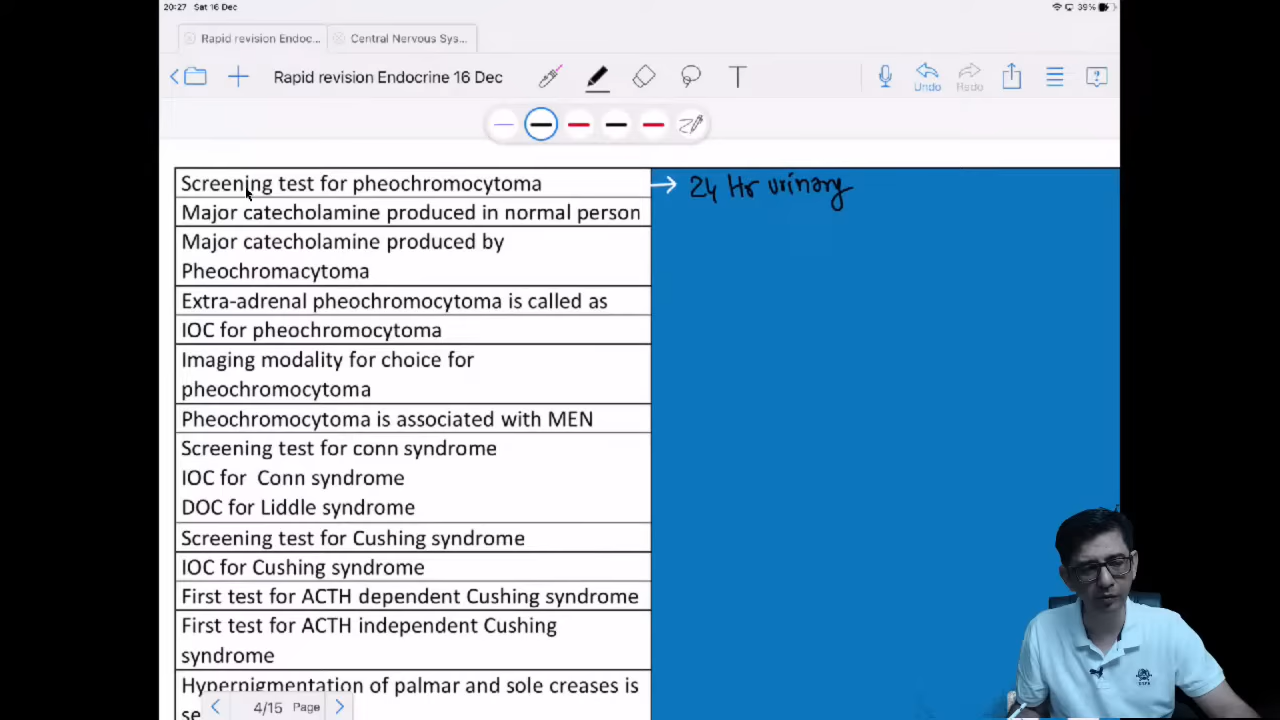 20:27 Sat 16 Dec
39%
Rapid revision Endoc... Central Nervous Sys...
Rapid revision Endocrine 16 Dec
T
Undo Redo
Screening test for pheochromocytoma → 24 Hr urinary
Major catecholamine produced in normal person
Major catecholamine produced by
Pheochromacytoma
Extra-adrenal pheochromocytoma is called as
IOC for pheochromocytoma
Imaging modality for choice for
pheochromocytoma
Pheochromocytoma is associated with MEN
Screening test for conn syndrome
IOC for Conn syndrome
DOC for Liddle syndrome
Screening test for Cushing syndrome
IOC for Cushing syndrome
First test for ACTH dependent Cushing syndrome
First test for ACTH independent Cushing
syndrome
Hyperpigmentation of palmar and sole creases is
se
4/15 Page